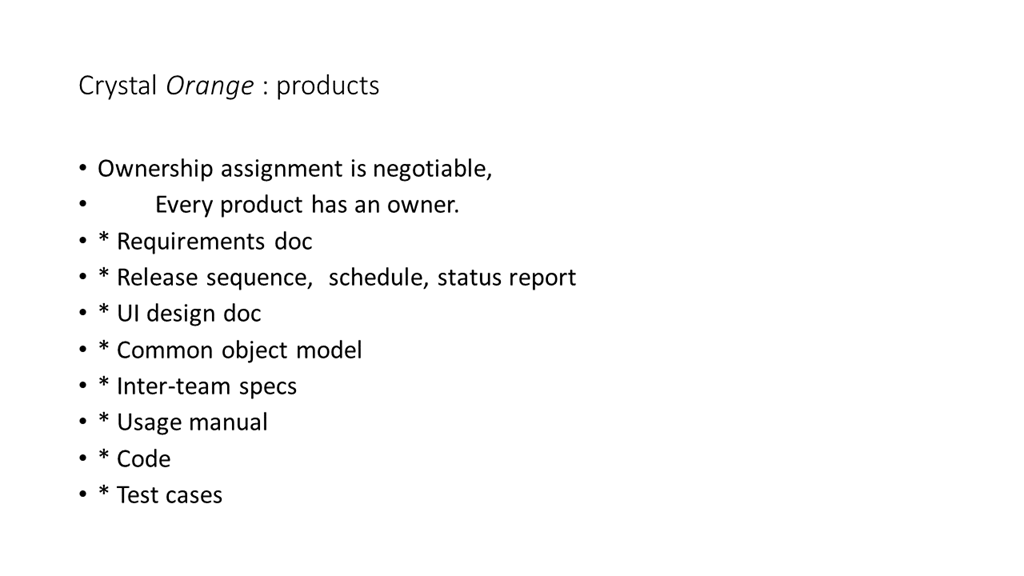 Crystal Orange : products
• Ownership assignment is negotiable,
• Every product has an owner.
• * Requirements doc
• * Release sequence, schedule, status report
• * UI design doc
• * Common object model
• * Inter-team specs
• * Usage manual
• * Code
• * Test cases